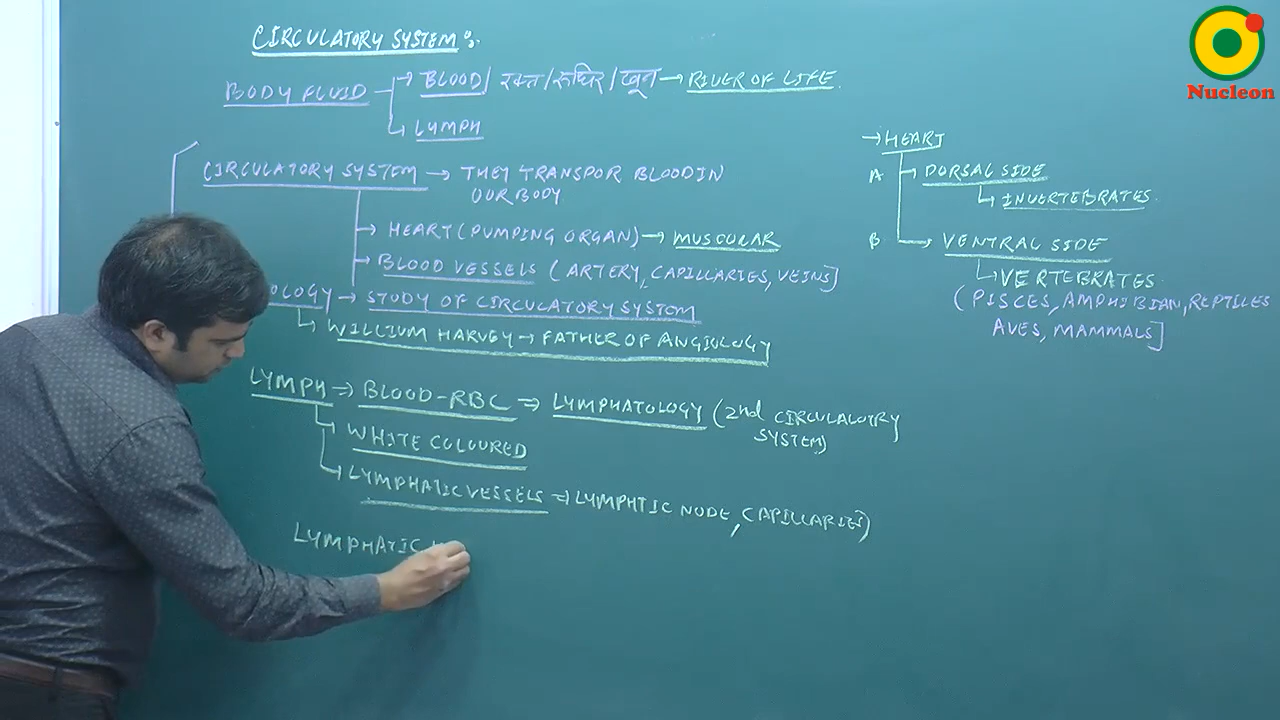 CIRCULATORY SYSTEM :-
BODY FLUID → BLOOD / रक्त / रुधिर / खून → RIVER OF LIFE.
→ LYMPH
CIRCULATORY SYSTEM → THEY TRANSPOR BLOOD IN
OUR BODY.
→ HEART (PUMPING ORGAN) → MUSCULAR
→ BLOOD VESSELS (ARTERY, CAPILLARIES, VEINS]
OLOGY → STUDY OF CIRCULATORY SYSTEM
→ WILLIUM HARVEY → FATHER OF ANGIOLOGY
LYMPH ⇒ BLOOD-RBC ⇒ LYMPHATOLOGY (2nd CIRCULALOTRY
SYSTEM)
→ WHITE COLOURED
→ LYMPHATIC VESSELS ⇒ LYMPHTIC NODE, CAPILLARIES)
LYMPHATIC
→ HEART
A → DORSAL SIDE
→ INVERTEBRATES.
B → VENTRAL SIDE
→ VERTEBRATES.
(PISCES, AMPHIBIAN, REPTILES
AVES, MAMMALS]
Nucleon